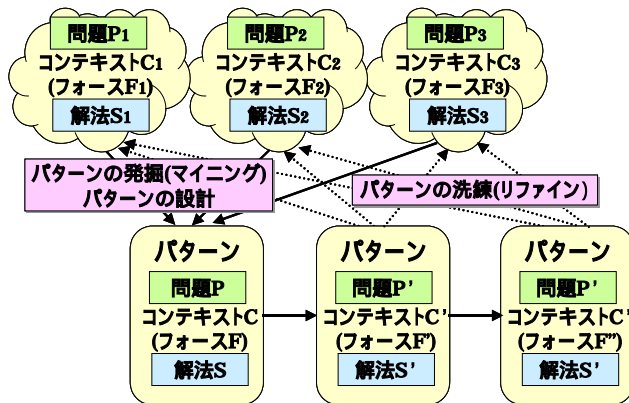 問題P1
コンテキストC1
(フォースF1)
解法S1
問題P2
コンテキストC2
(フォースF2)
解法S2
問題P3
コンテキストC3
(フォースF3)
解法S3
パターンの発掘(マイニング)
パターンの設計
パターンの洗練(リファイン)
パターン
問題P
コンテキストC
(フォースF)
解法S
パターン
問題P'
コンテキストC'
(フォースF')
解法S'
パターン
問題P'
コンテキストC'
(フォースF'')
解法S'